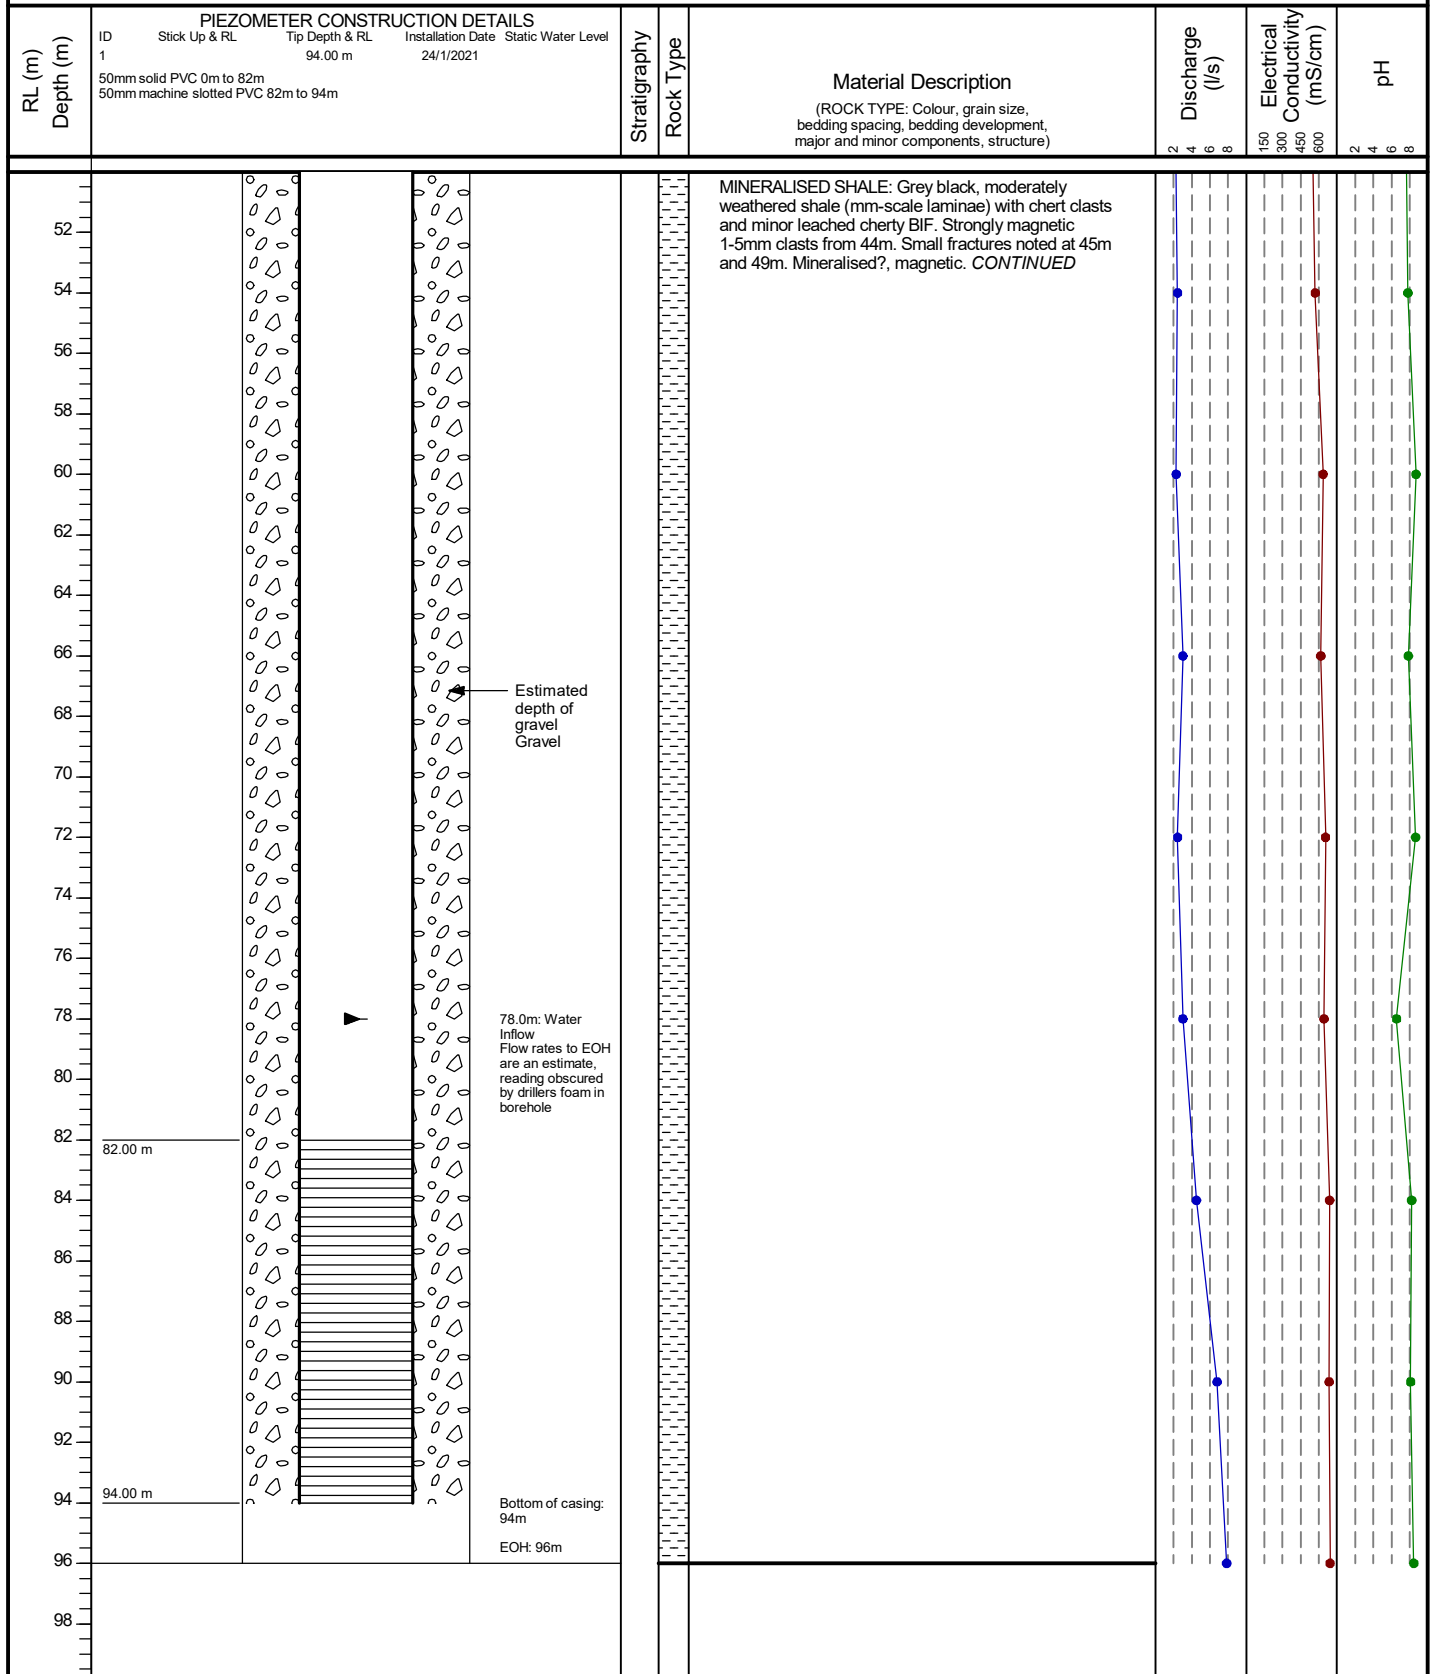 PIEZOMETER CONSTRUCTION DETAILS
ID Stick Up & RL Tip Depth & RL Installation Date Static Water Level
1 94.00 m 24/1/2021
50mm solid PVC 0m to 82m
50mm machine slotted PVC 82m to 94m
RL (m)
Depth (m)
Stratigraphy
Rock Type
Material Description
(ROCK TYPE: Colour, grain size,
bedding spacing, bedding development,
major and minor components, structure)
Discharge
(l/s)
2 4 6 8
Electrical
Conductivity
(mS/cm)
150 300 450 600
pH
2 4 6 8
MINERALISED SHALE: Grey black, moderately
weathered shale (mm-scale laminae) with chert clasts
and minor leached cherty BIF. Strongly magnetic
1-5mm clasts from 44m. Small fractures noted at 45m
and 49m. Mineralised?, magnetic. CONTINUED
52
54
56
58
60
62
64
66
Estimated
depth of
gravel
Gravel
68
70
72
74
76
78
78.0m: Water
Inflow
Flow rates to EOH
are an estimate,
reading obscured
by drillers foam in
borehole
80
82
82.00 m
84
86
88
90
92
94
94.00 m
Bottom of casing:
94m
EOH: 96m
96
98